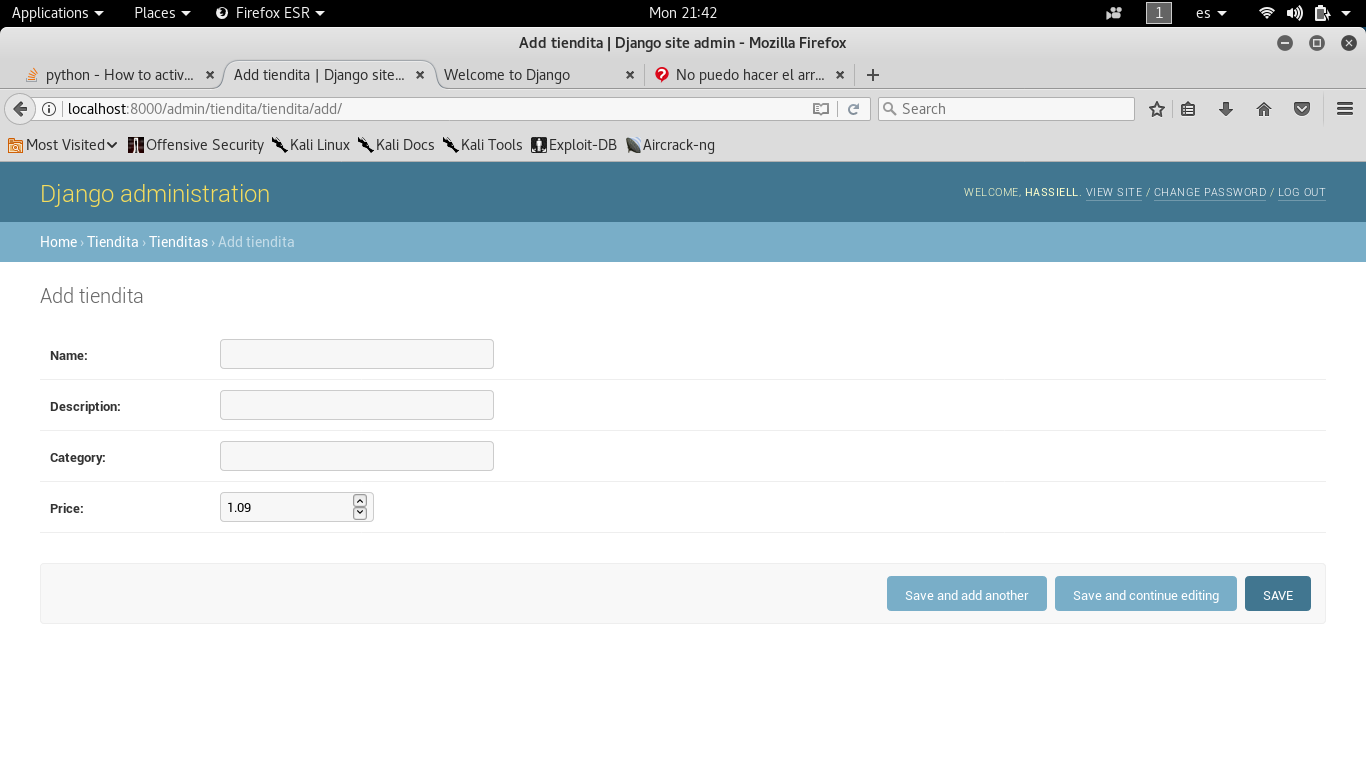 Applications Places Firefox ESR Mon 21:42 1 es
Add tiendita | Django site admin - Mozilla Firefox
python - How to activ... Add tiendita | Django site... Welcome to Django No puedo hacer el arr...
localhost:8000/admin/tiendita/tiendita/add/ Search
Most Visited Offensive Security Kali Linux Kali Docs Kali Tools Exploit-DB Aircrack-ng
Django administration WELCOME, HASSIELL. VIEW SITE / CHANGE PASSWORD / LOG OUT
Home › Tiendita › Tienditas › Add tiendita
Add tiendita
Name:
Description:
Category:
Price: 1.09
Save and add another Save and continue editing SAVE